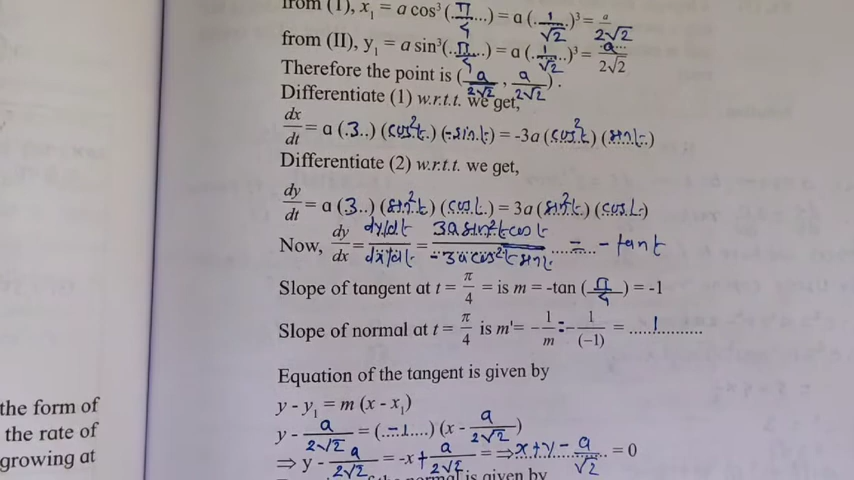 from (1), x₁ = a cos³ (..π/4...) = a (.1/√2..)³ = a/2√2
from (II), y₁ = a sin³(..π/4...) = a (.1/√2..)³ = a/2√2
Therefore the point is (a/2√2, a/2√2).
Differentiate (1) w.r.t.t. we get,
dx/dt = a (.3..) (cos²t.) (-sin.t.) = -3a (cos²t.) (sin.t..)
Differentiate (2) w.r.t.t. we get,
dy/dt = a (3..) (sin²t.) (cos.t.) = 3a (sin²t) (cos.t.)
Now, dy/dx = dy/dt/dx/dt = 3a sin²t cos t/-3a cos²t sin t ...... = - tan t
Slope of tangent at t = π/4 = is m = -tan (.π/4..) = -1
Slope of normal at t = π/4 is m' = -1/m = -1/(-1) = .....1..........
Equation of the tangent is given by
the form of
y - y₁ = m (x - x₁)
the rate of
y - a/2√2 = (..-1....) (x - a/2√2)
growing at
⇒ y - a/2√2 = -x + a/2√2 = ⇒ x+y - a/√2 = 0
normal is given by